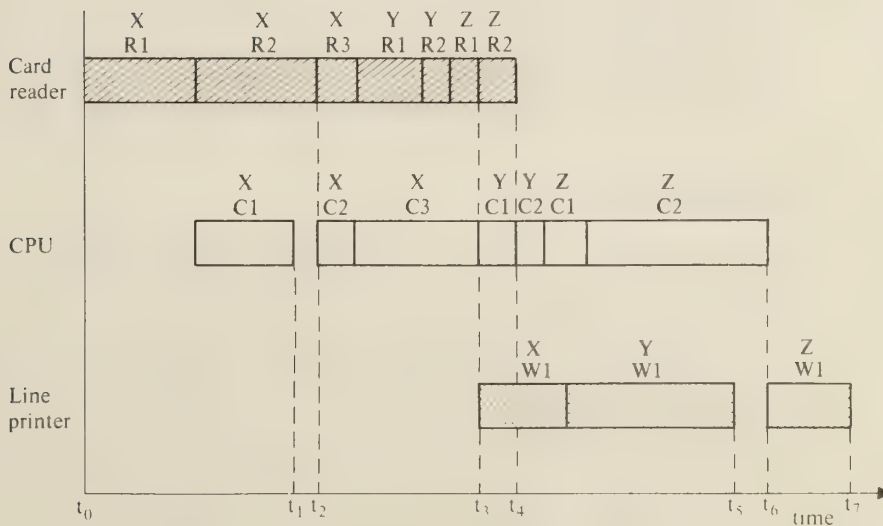 X X X Y Y Z Z
R1 R2 R3 R1 R2 R1 R2
Card
reader
X X X Y Y Z Z
C1 C2 C3 C1 C2 C1 C2
CPU
X Y Z
W1 W1 W1
Line
printer
t0 t1 t2 t3 t4 t5 t6 t7
time